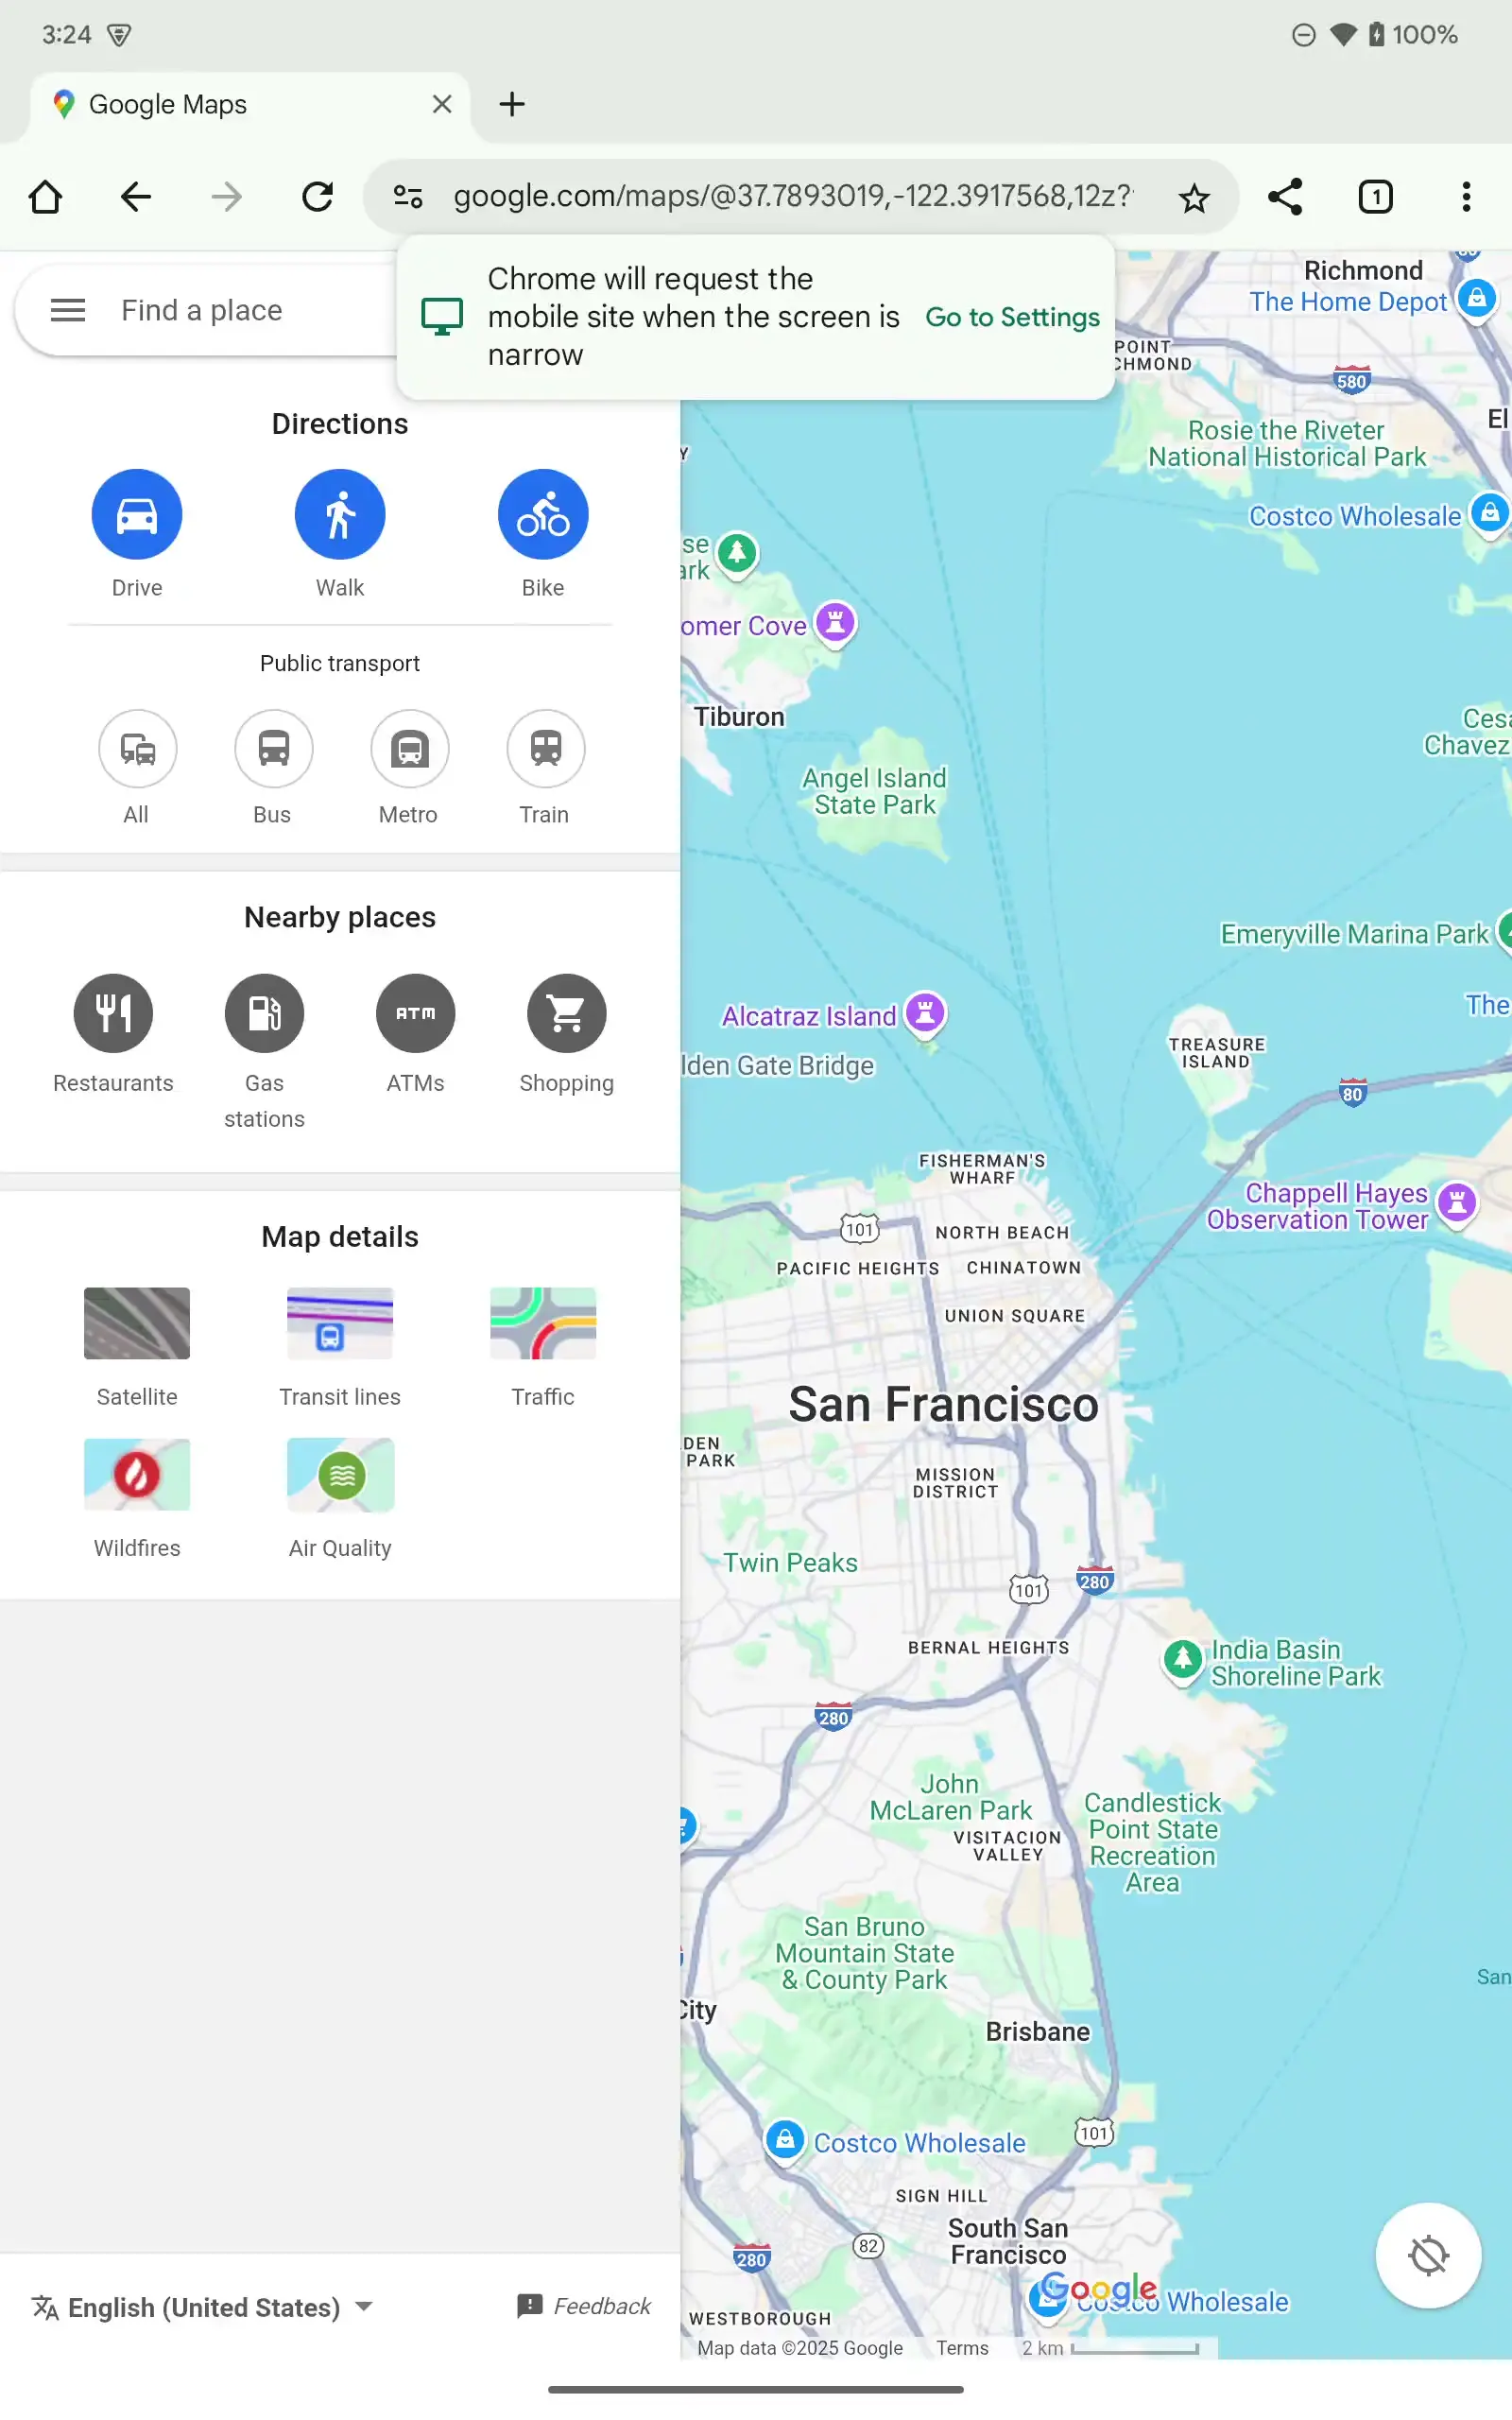 3:24
100%
Google Maps
google.com/maps/@37.7893019,-122.3917568,12z?
1
Find a place
Chrome will request the
mobile site when the screen is
narrow
Go to Settings
Directions
Drive
Walk
Bike
Public transport
All
Bus
Metro
Train
Nearby places
ATM
Restaurants
Gas
stations
ATMs
Shopping
Map details
Satellite
Transit lines
Traffic
Wildfires
Air Quality
English (United States)
Feedback
Richmond
The Home Depot
POINT
CHMOND
580
El
Rosie the Riveter
National Historical Park
Costco Wholesale
Y
se
ark
omer Cove
Tiburon
Angel Island
State Park
Chavez
Emeryville Marina Park
Alcatraz Island
The
TREASURE
ISLAND
lden Gate Bridge
80
FISHERMAN'S
WHARF
Chappell Hayes
Observation Tower
101
NORTH BEACH
PACIFIC HEIGHTS
CHINATOWN
UNION SQUARE
San Francisco
DEN
PARK
MISSION
DISTRICT
Twin Peaks
101
280
BERNAL HEIGHTS
India Basin
Shoreline Park
280
John
McLaren Park
VISITACION
VALLEY
Candlestick
Point State
Recreation
Area
San Bruno
Mountain State
& County Park
San
City
Brisbane
Costco Wholesale
101
SIGN HILL
South San
Francisco
82
280
Google
Costco Wholesale
WESTBOROUGH
Map data ©2025 Google
Terms
2 km